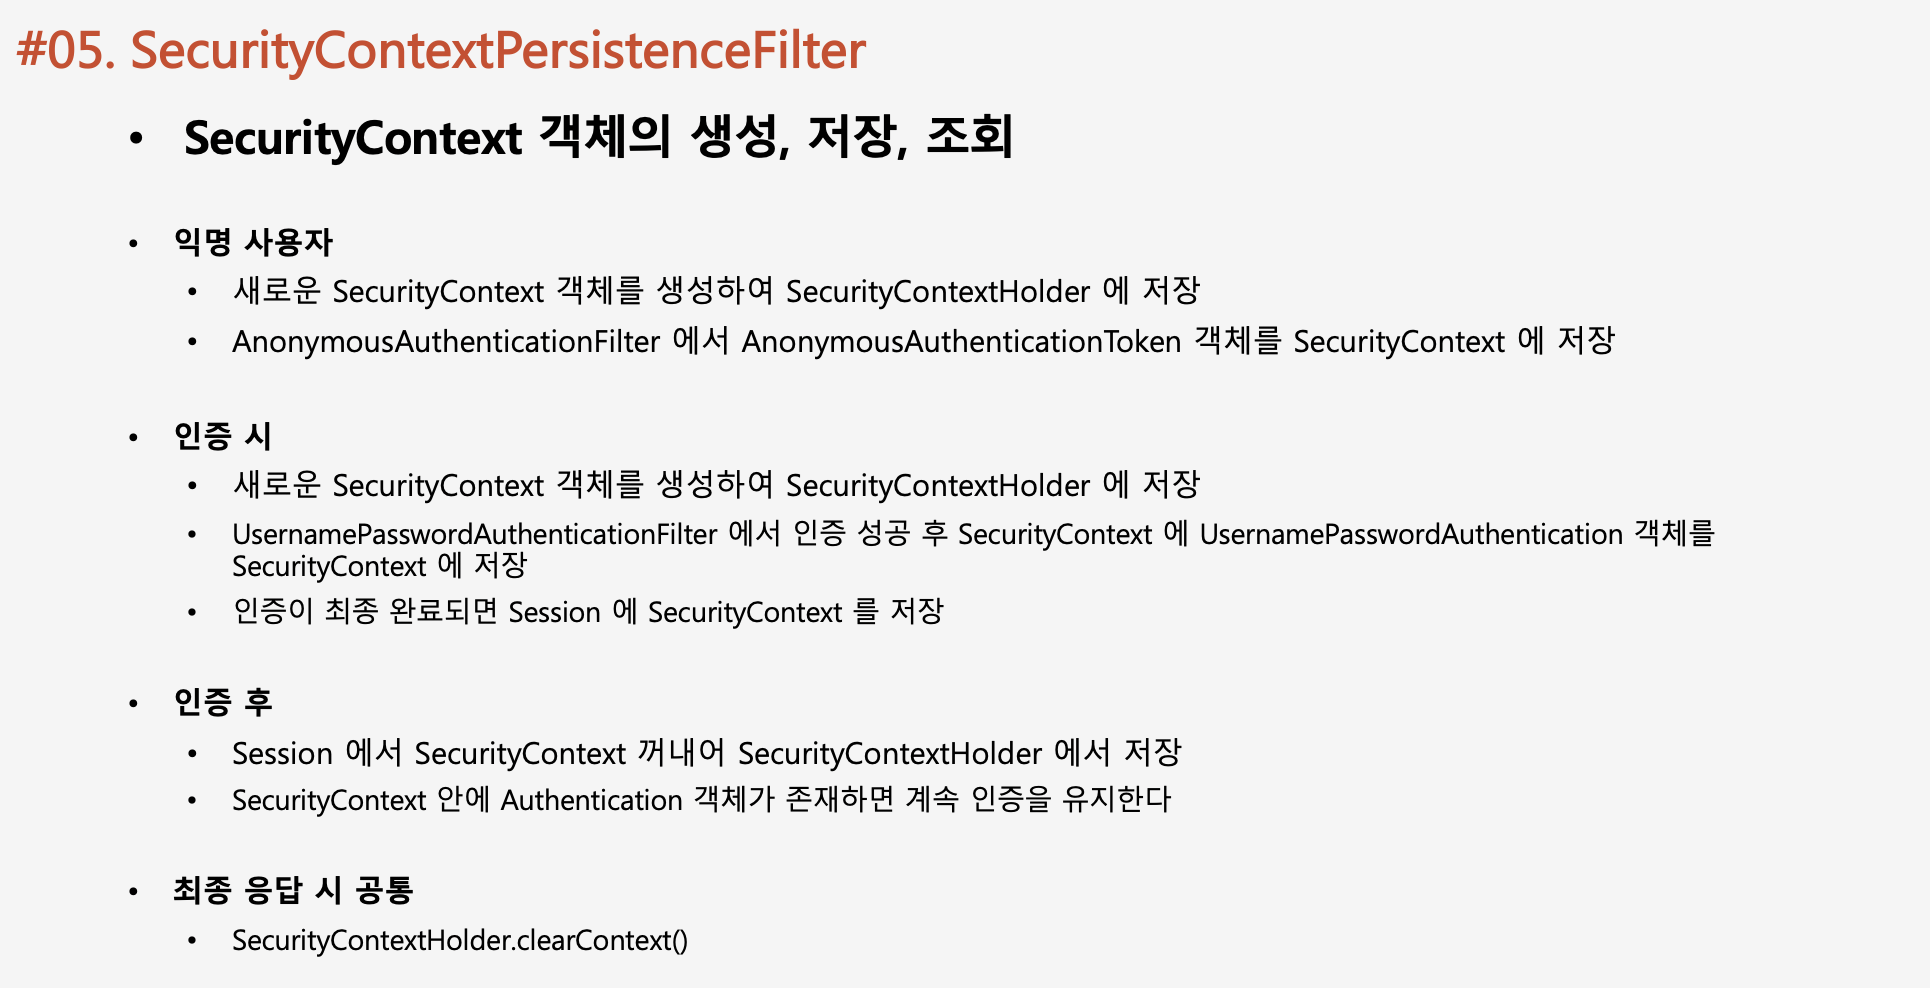 #05. SecurityContextPersistenceFilter
• SecurityContext 객체의 생성, 저장, 조회
• 익명 사용자
• 새로운 SecurityContext 객체를 생성하여 SecurityContextHolder 에 저장
• AnonymousAuthenticationFilter 에서 AnonymousAuthenticationToken 객체를 SecurityContext 에 저장
• 인증 시
• 새로운 SecurityContext 객체를 생성하여 SecurityContextHolder 에 저장
• UsernamePasswordAuthenticationFilter 에서 인증 성공 후 SecurityContext 에 UsernamePasswordAuthentication 객체를
SecurityContext 에 저장
• 인증이 최종 완료되면 Session 에 SecurityContext 를 저장
• 인증 후
• Session 에서 SecurityContext 꺼내어 SecurityContextHolder 에서 저장
• SecurityContext 안에 Authentication 객체가 존재하면 계속 인증을 유지한다
• 최종 응답 시 공통
• SecurityContextHolder.clearContext()